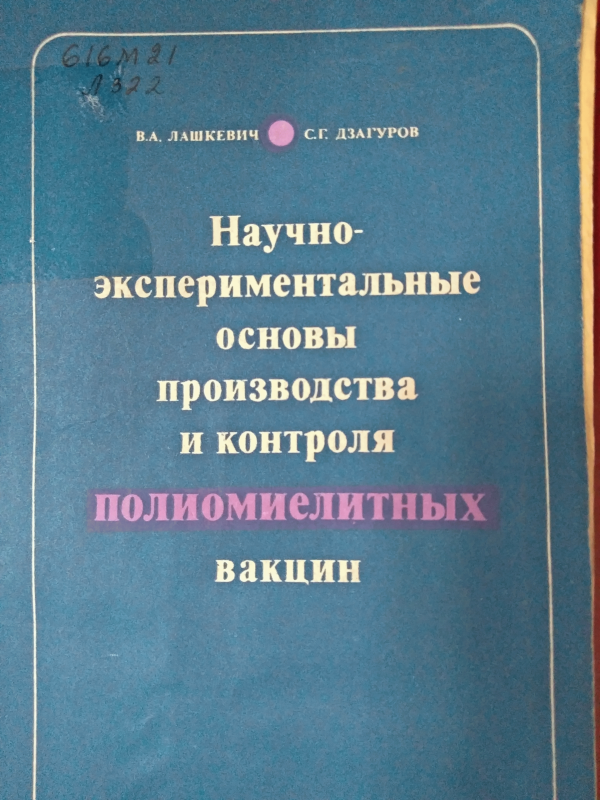 616М21
Л322
В.А. ЛАШКЕВИЧ С.Г. ДЗАГУРОВ
Научно-
экспериментальные
основы
производства
и контроля
полиомиелитных
вакцин